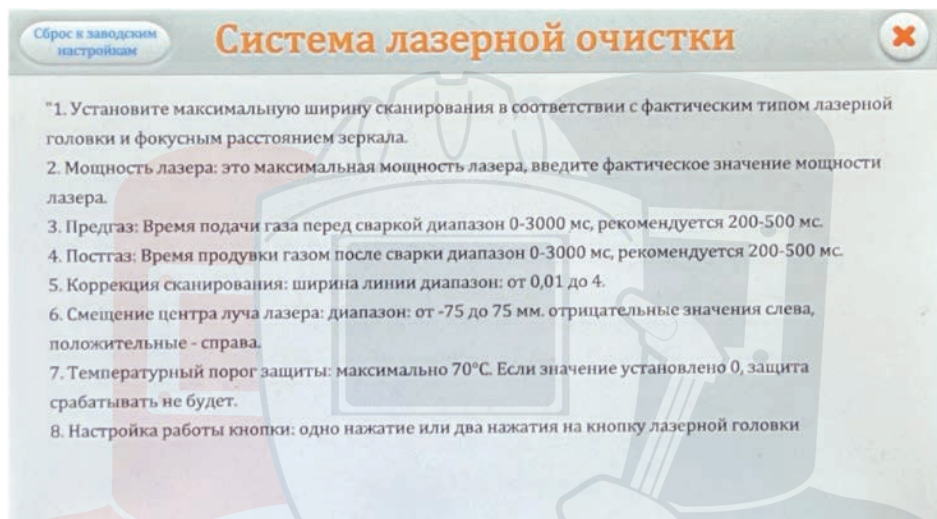 Сброс к заводским
настройкам
Система лазерной очистки
"1. Установите максимальную ширину сканирования в соответствии с фактическим типом лазерной
головки и фокусным расстоянием зеркала.
2. Мощность лазера: это максимальная мощность лазера, введите фактическое значение мощности
лазера.
3. Предгаз: Время подачи газа перед сваркой диапазон 0-3000 мс, рекомендуется 200-500 мс.
4. Постгаз: Время продувки газом после сварки диапазон 0-3000 мс, рекомендуется 200-500 мс.
5. Коррекция сканирования: ширина линии диапазон: от 0,01 до 4.
6. Смещение центра луча лазера: диапазон: от -75 до 75 мм. отрицательные значения слева,
положительные - справа.
7. Температурный порог защиты: максимально 70°C. Если значение установлено 0, защита
срабатывать не будет.
8. Настройка работы кнопки: одно нажатие или два нажатия на кнопку лазерной головки